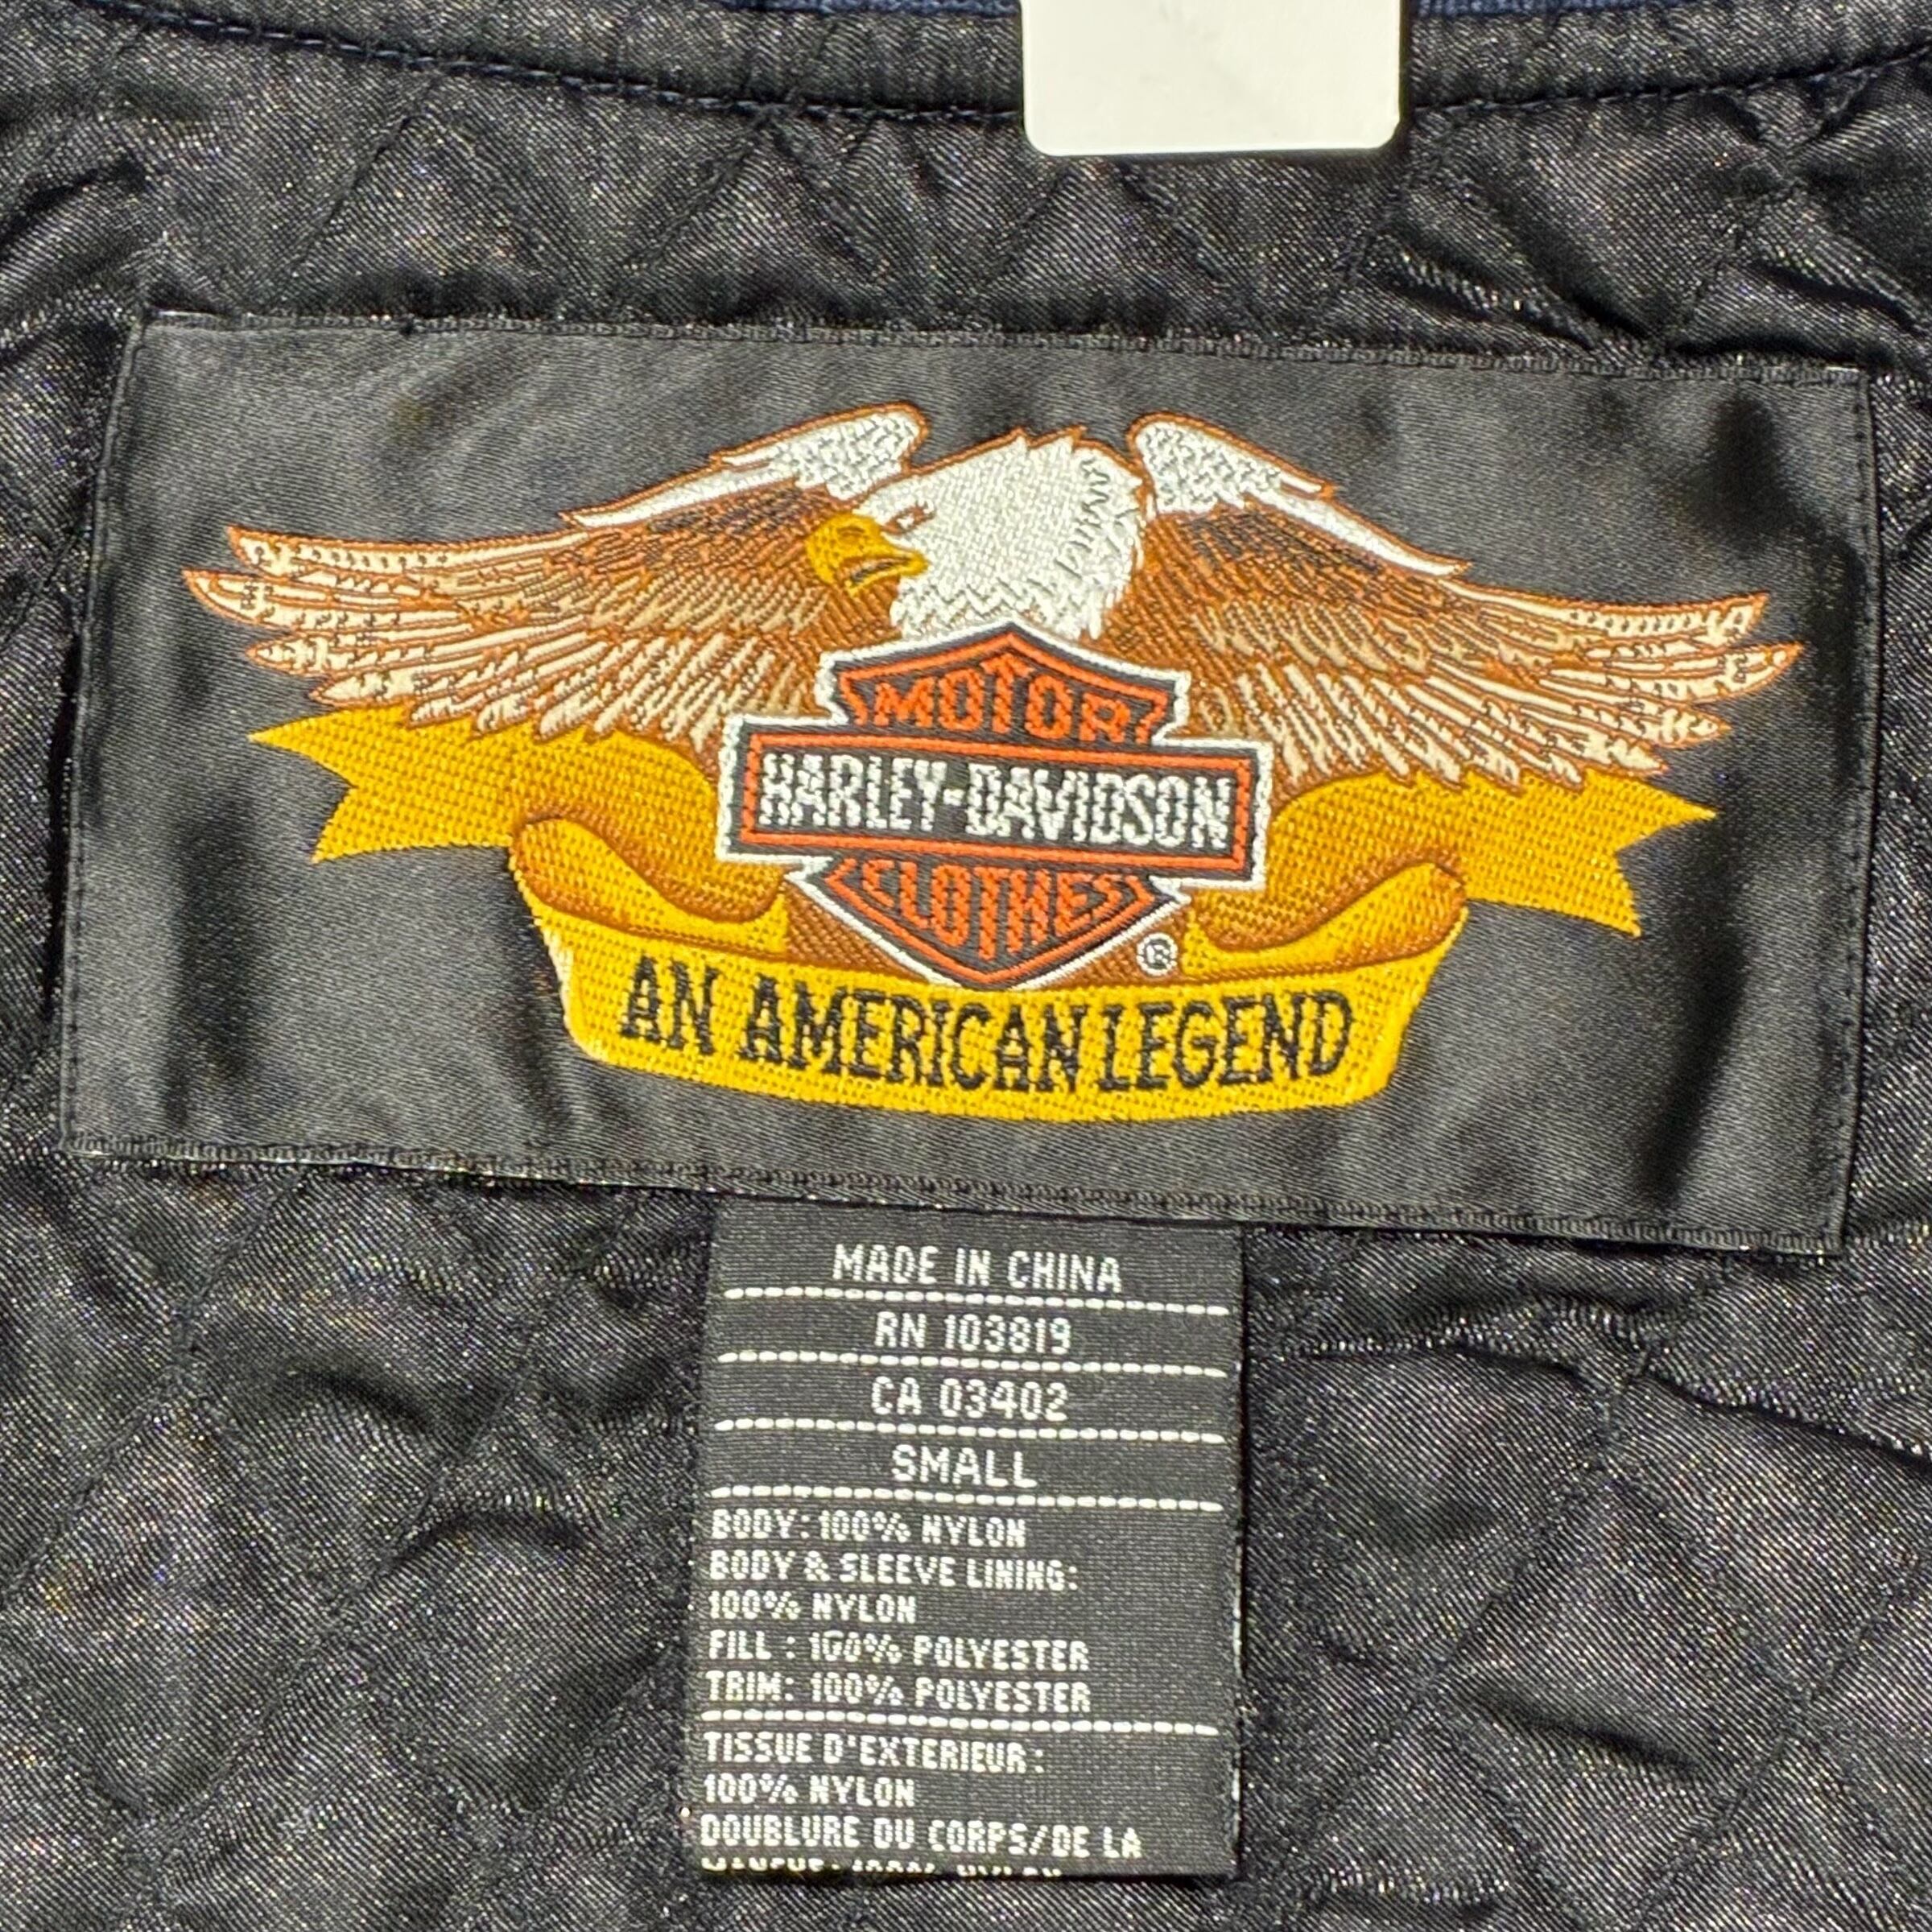 MOTOR
HARLEY-DAVIDSON
CLOTHES
®
AN AMERICAN LEGEND
MADE IN CHINA
RN 103819
CA 03402
SMALL
BODY: 100% NYLON
BODY & SLEEVE LINING:
100% NYLON
FILL : 100% POLYESTER
TRIM: 100% POLYESTER
TISSUE D'EXTERIEUR :
100% NYLON
DOUBLURE DU CORPS/DE LA